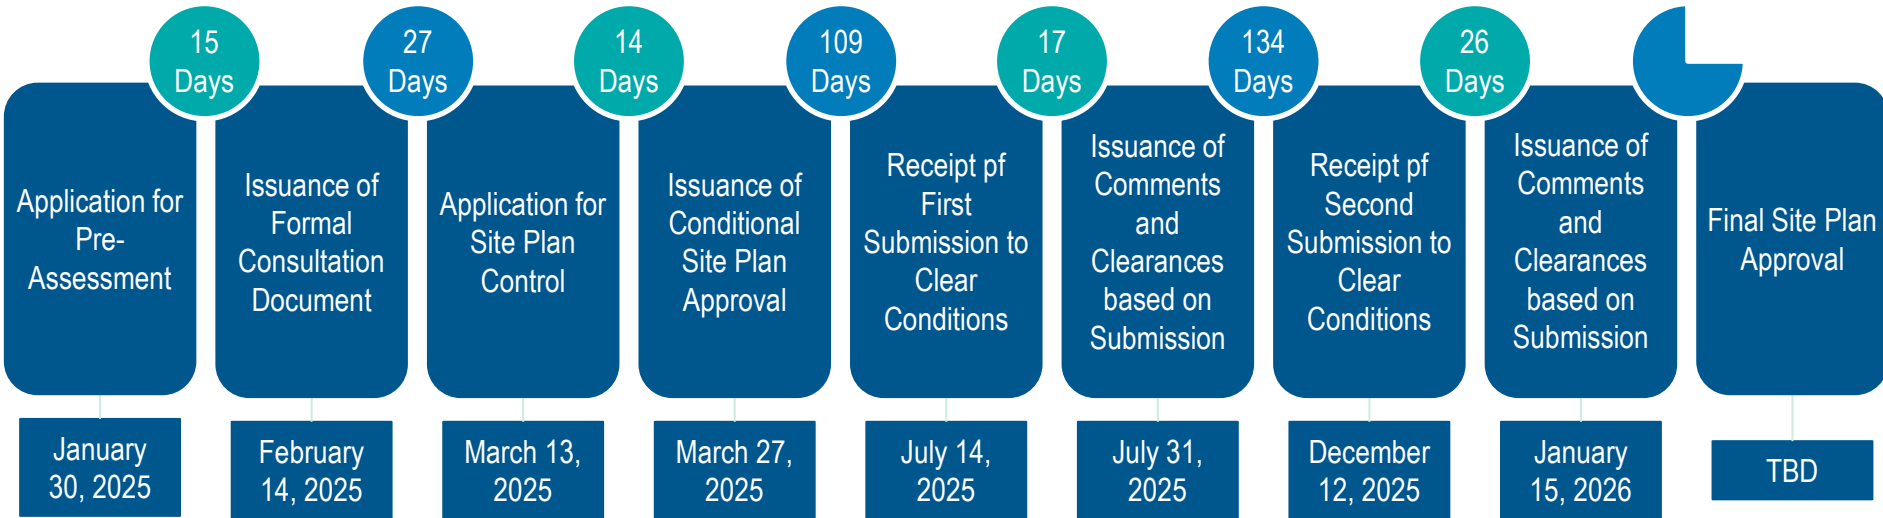 15
Days
27
Days
14
Days
109
Days
17
Days
134
Days
26
Days
Application for
Pre-
Assessment
Issuance of
Formal
Consultation
Document
Application for
Site Plan
Control
Issuance of
Conditional
Site Plan
Approval
Receipt pf
First
Submission to
Clear
Conditions
Issuance of
Comments
and
Clearances
based on
Submission
Receipt pf
Second
Submission to
Clear
Conditions
Issuance of
Comments
and
Clearances
based on
Submission
Final Site Plan
Approval
January
30, 2025
February
14, 2025
March 13,
2025
March 27,
2025
July 14,
2025
July 31,
2025
December
12, 2025
January
15, 2026
TBD